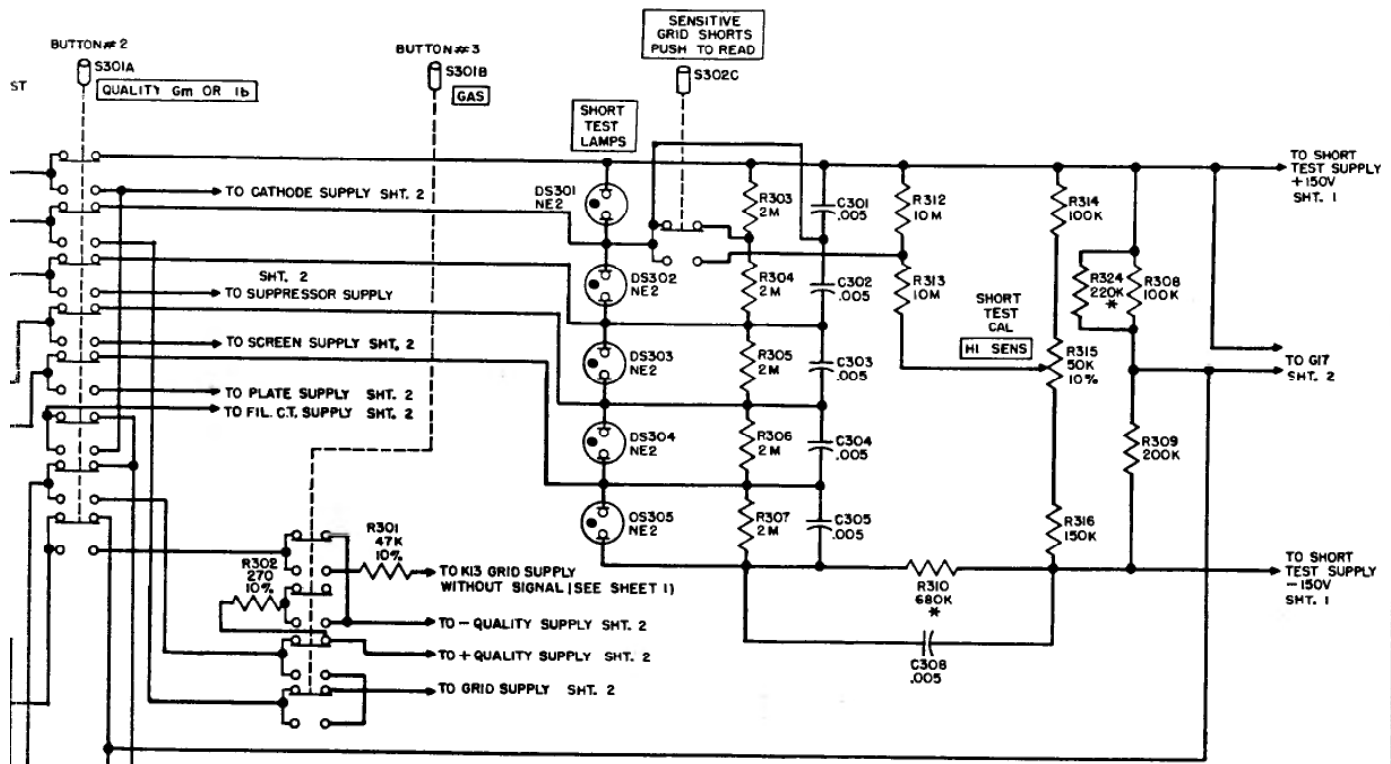 BUTTON# 2
S301A
QUALITY Gm OR Ib
ST
BUTTON# 3
S301B
GAS
SENSITIVE
GRID SHORTS
PUSH TO READ
S302C
SHORT
TEST
LAMPS
TO CATHODE SUPPLY SHT. 2
SHT. 2
TO SUPPRESSOR SUPPLY
TO SCREEN SUPPLY SHT. 2
TO PLATE SUPPLY SHT. 2
TO FIL. C.T. SUPPLY SHT. 2
DS301
NE2
DS302
NE2
DS303
NE2
DS304
NE2
OS305
NE2
R303
2M
R304
2M
R305
2M
R306
2M
R307
2M
C301
.005
C302
.005
C303
.005
C304
.005
C305
.005
R312
10M
R313
10M
SHORT
TEST
CAL
HI SENS
R314
100K
R315
50K
10%
R316
150K
R324
220K
*
R308
100K
R309
200K
R310
680K
*
C308
.005
TO SHORT
TEST SUPPLY
+150V
SHT. 1
TO G17
SHT. 2
TO SHORT
TEST SUPPLY
-150V
SHT. 1
R301
47K
10%
R302
270
10%
TO K13 GRID SUPPLY
WITHOUT SIGNAL (SEE SHEET 1)
TO - QUALITY SUPPLY SHT. 2
TO + QUALITY SUPPLY SHT. 2
TO GRID SUPPLY SHT. 2